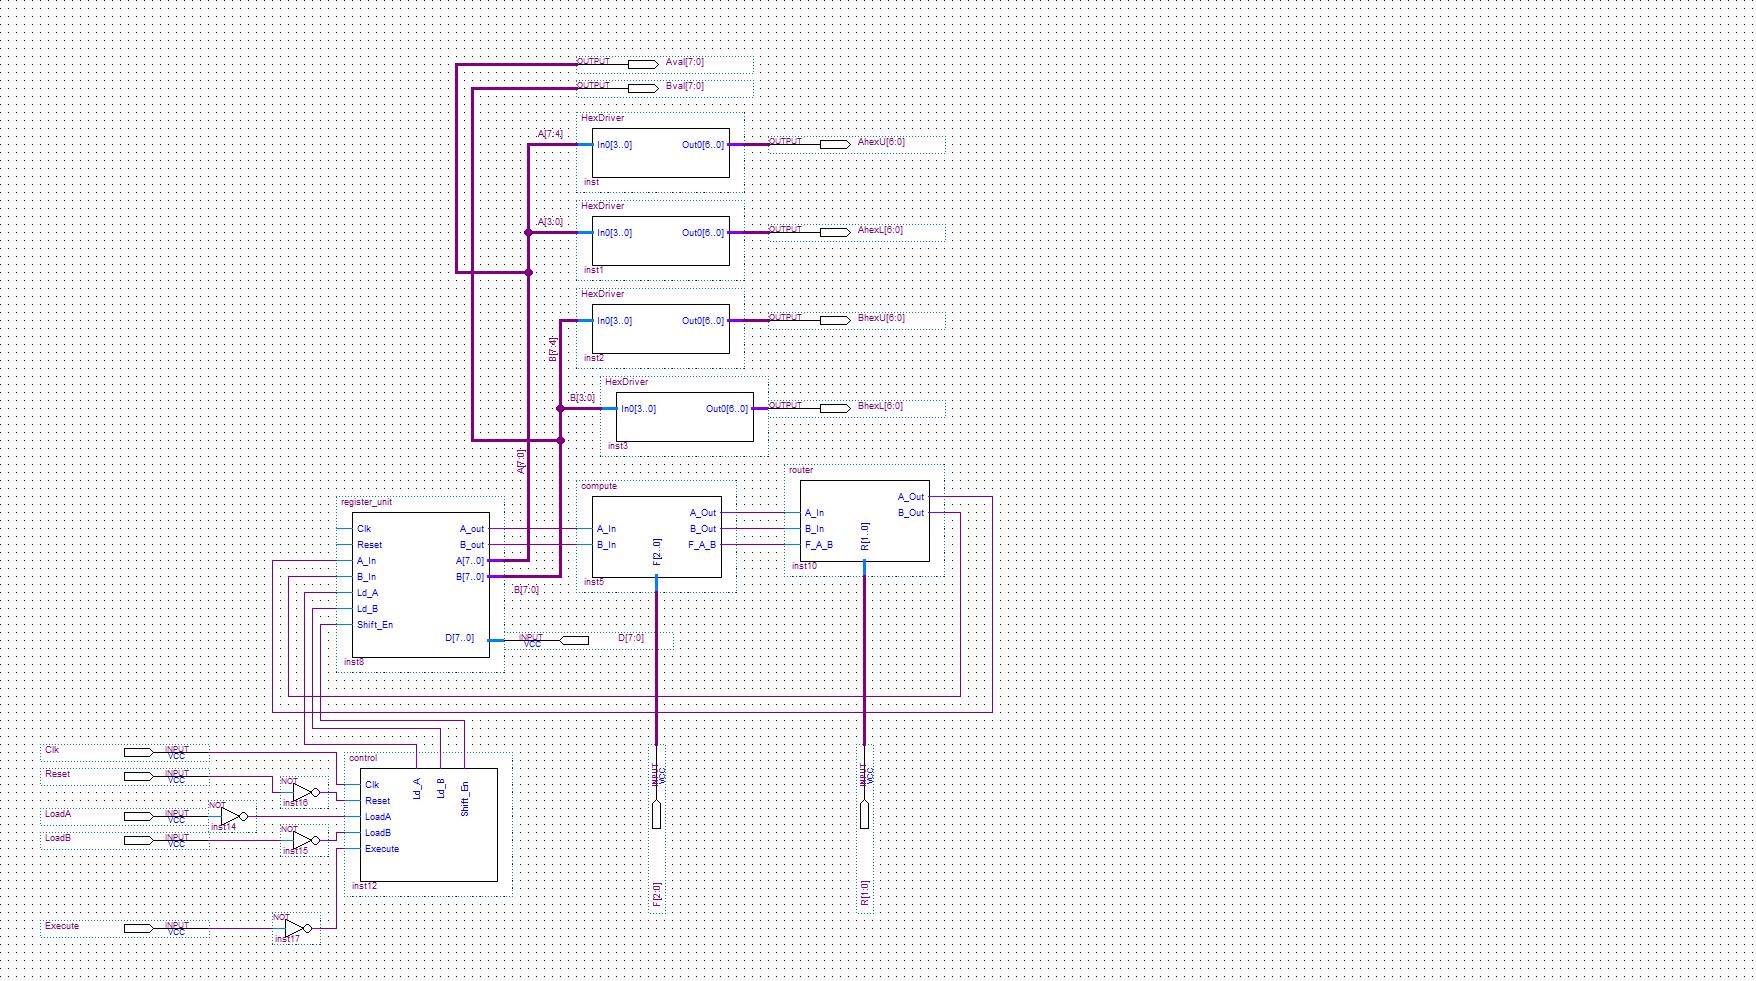 OUTPUT Aval[7:0]
OUTPUT Bval[7:0]
HexDriver
A[7:4] In0[3..0] Out0[6..0] OUTPUT AhexU[6:0]
inst
HexDriver
A[3:0] In0[3..0] Out0[6..0] OUTPUT AhexL[6:0]
inst1
HexDriver
In0[3..0] Out0[6..0] OUTPUT BhexU[6:0]
B[7:4]
inst2
HexDriver
B[3:0] In0[3..0] Out0[6..0] OUTPUT BhexL[6:0]
inst3
A[7:0]
register_unit
Clk A_out
Reset B_out
A_In A[7..0]
B_In B[7..0]
Ld_A
Ld_B
Shift_En
D[7..0]
inst8
B[7:0]
INPUT VCC D[7:0]
compute
A_In A_Out
B_In B_Out
F_A_B
F[2..0]
inst5
router
A_Out
B_Out
A_In
B_In
F_A_B
R[1..0]
inst10
Clk INPUT VCC
Reset INPUT VCC
NOT
inst16
LoadA INPUT VCC
NOT
inst14
LoadB INPUT VCC
NOT
inst15
Execute INPUT VCC
NOT
inst17
control
Ld_A Ld_B Shift_En
Clk
Reset
LoadA
LoadB
Execute
inst12
INPUT VCC F[2:0]
INPUT VCC R[1:0]